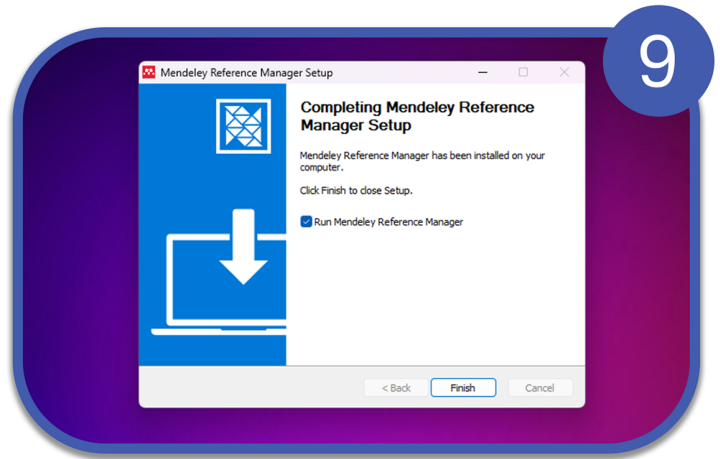 9
Mendeley Reference Manager Setup
Completing Mendeley Reference
Manager Setup
Mendeley Reference Manager has been installed on your
computer.
Click Finish to close Setup.
Run Mendeley Reference Manager
< Back
Finish
Cancel